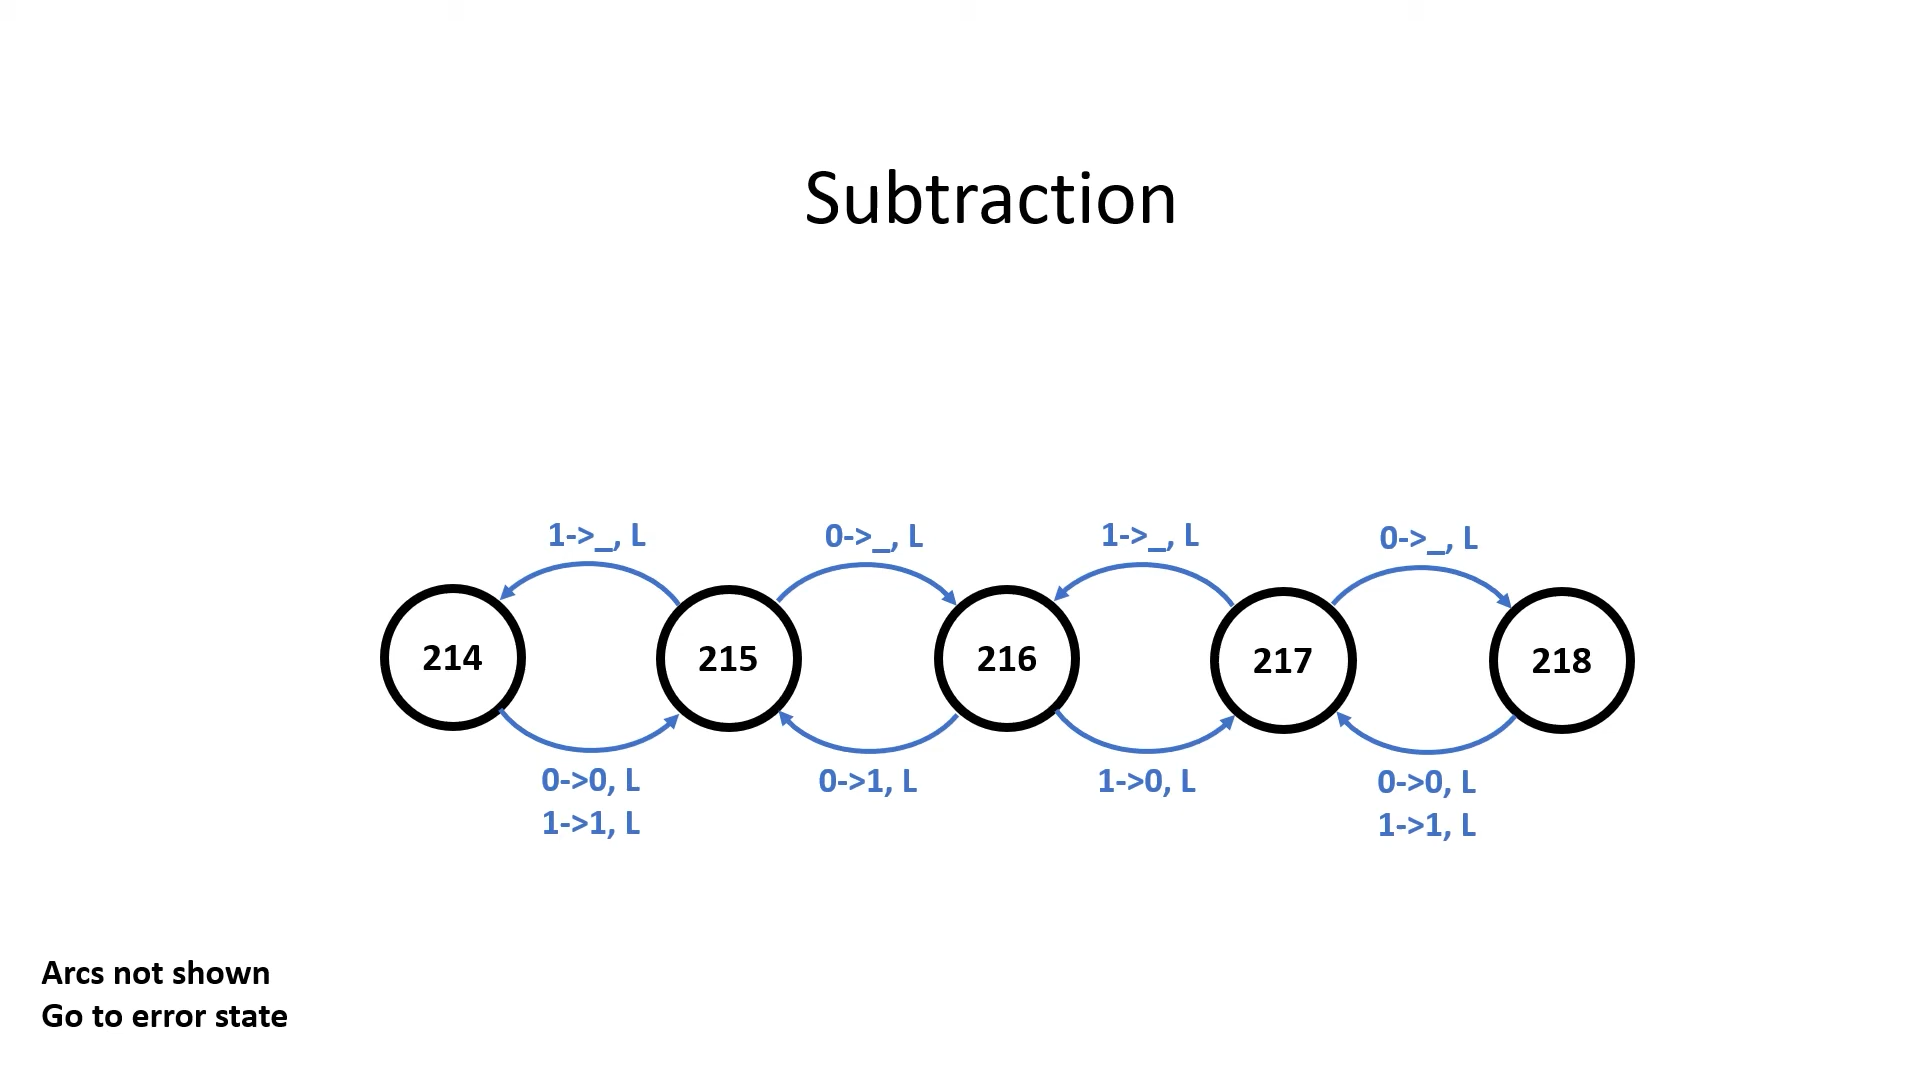 Subtraction
1->_, L
0->_, L
1->_, L
0->_, L
214
215
216
217
218
0->0, L
1->1, L
0->1, L
1->0, L
0->0, L
1->1, L
Arcs not shown
Go to error state